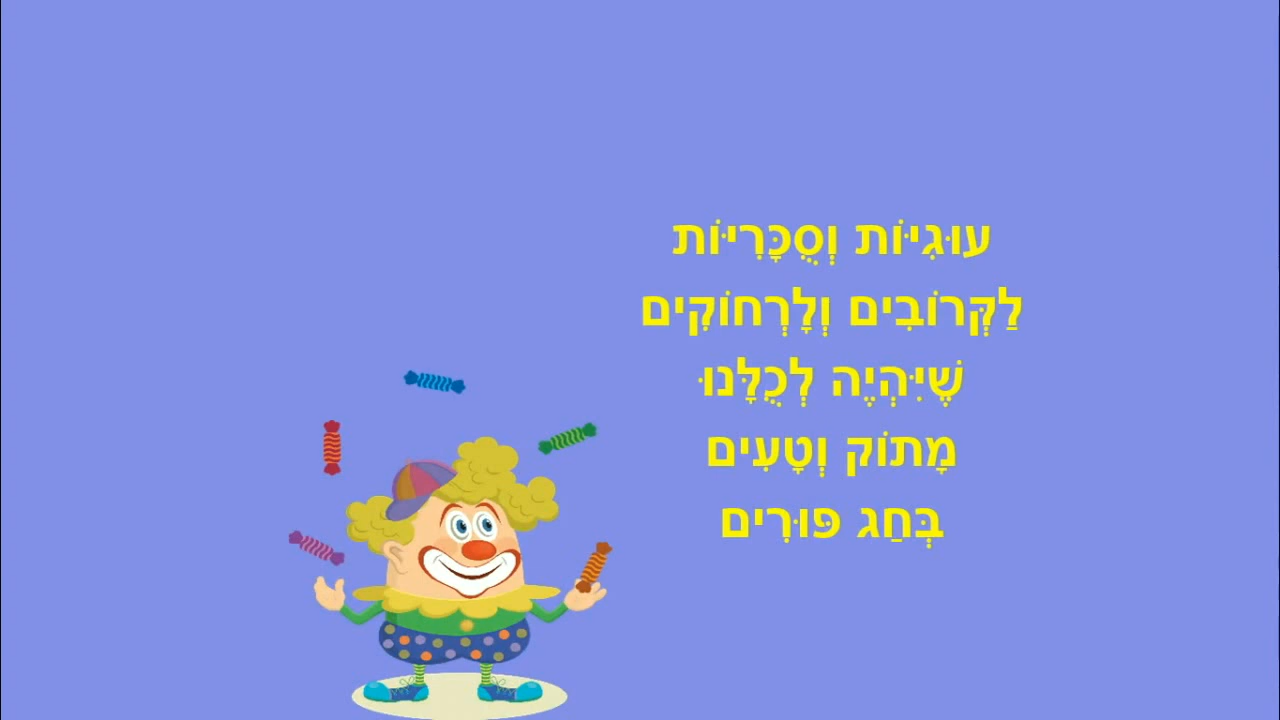 עוּגִיּוֹת וְסֻכָּרִיּוֹת
לַקְּרוֹבִים וְלָרְחוֹקִים
שֶׁיִּהְיֶה לְכֻלָּנוּ
מָתוֹק וְטָעִים
בְּחַג פּוּרִים